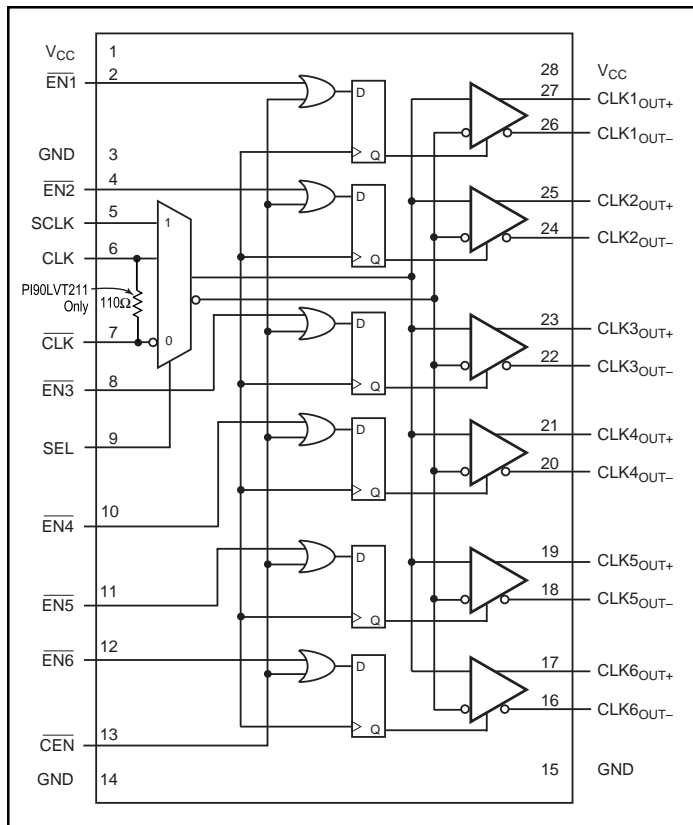 VCC 1
EN1 2
GND 3
EN2 4
SCLK 5
CLK 6
PI90LVT211
Only
110Ω
CLK 7
EN3 8
SEL 9
EN4 10
EN5 11
EN6 12
CEN 13
GND 14
1
0
D
Q
D
Q
D
Q
D
Q
D
Q
D
Q
28 VCC
27 CLK1OUT+
26 CLK1OUT–
25 CLK2OUT+
24 CLK2OUT–
23 CLK3OUT+
22 CLK3OUT–
21 CLK4OUT+
20 CLK4OUT–
19 CLK5OUT+
18 CLK5OUT–
17 CLK6OUT+
16 CLK6OUT–
15 GND